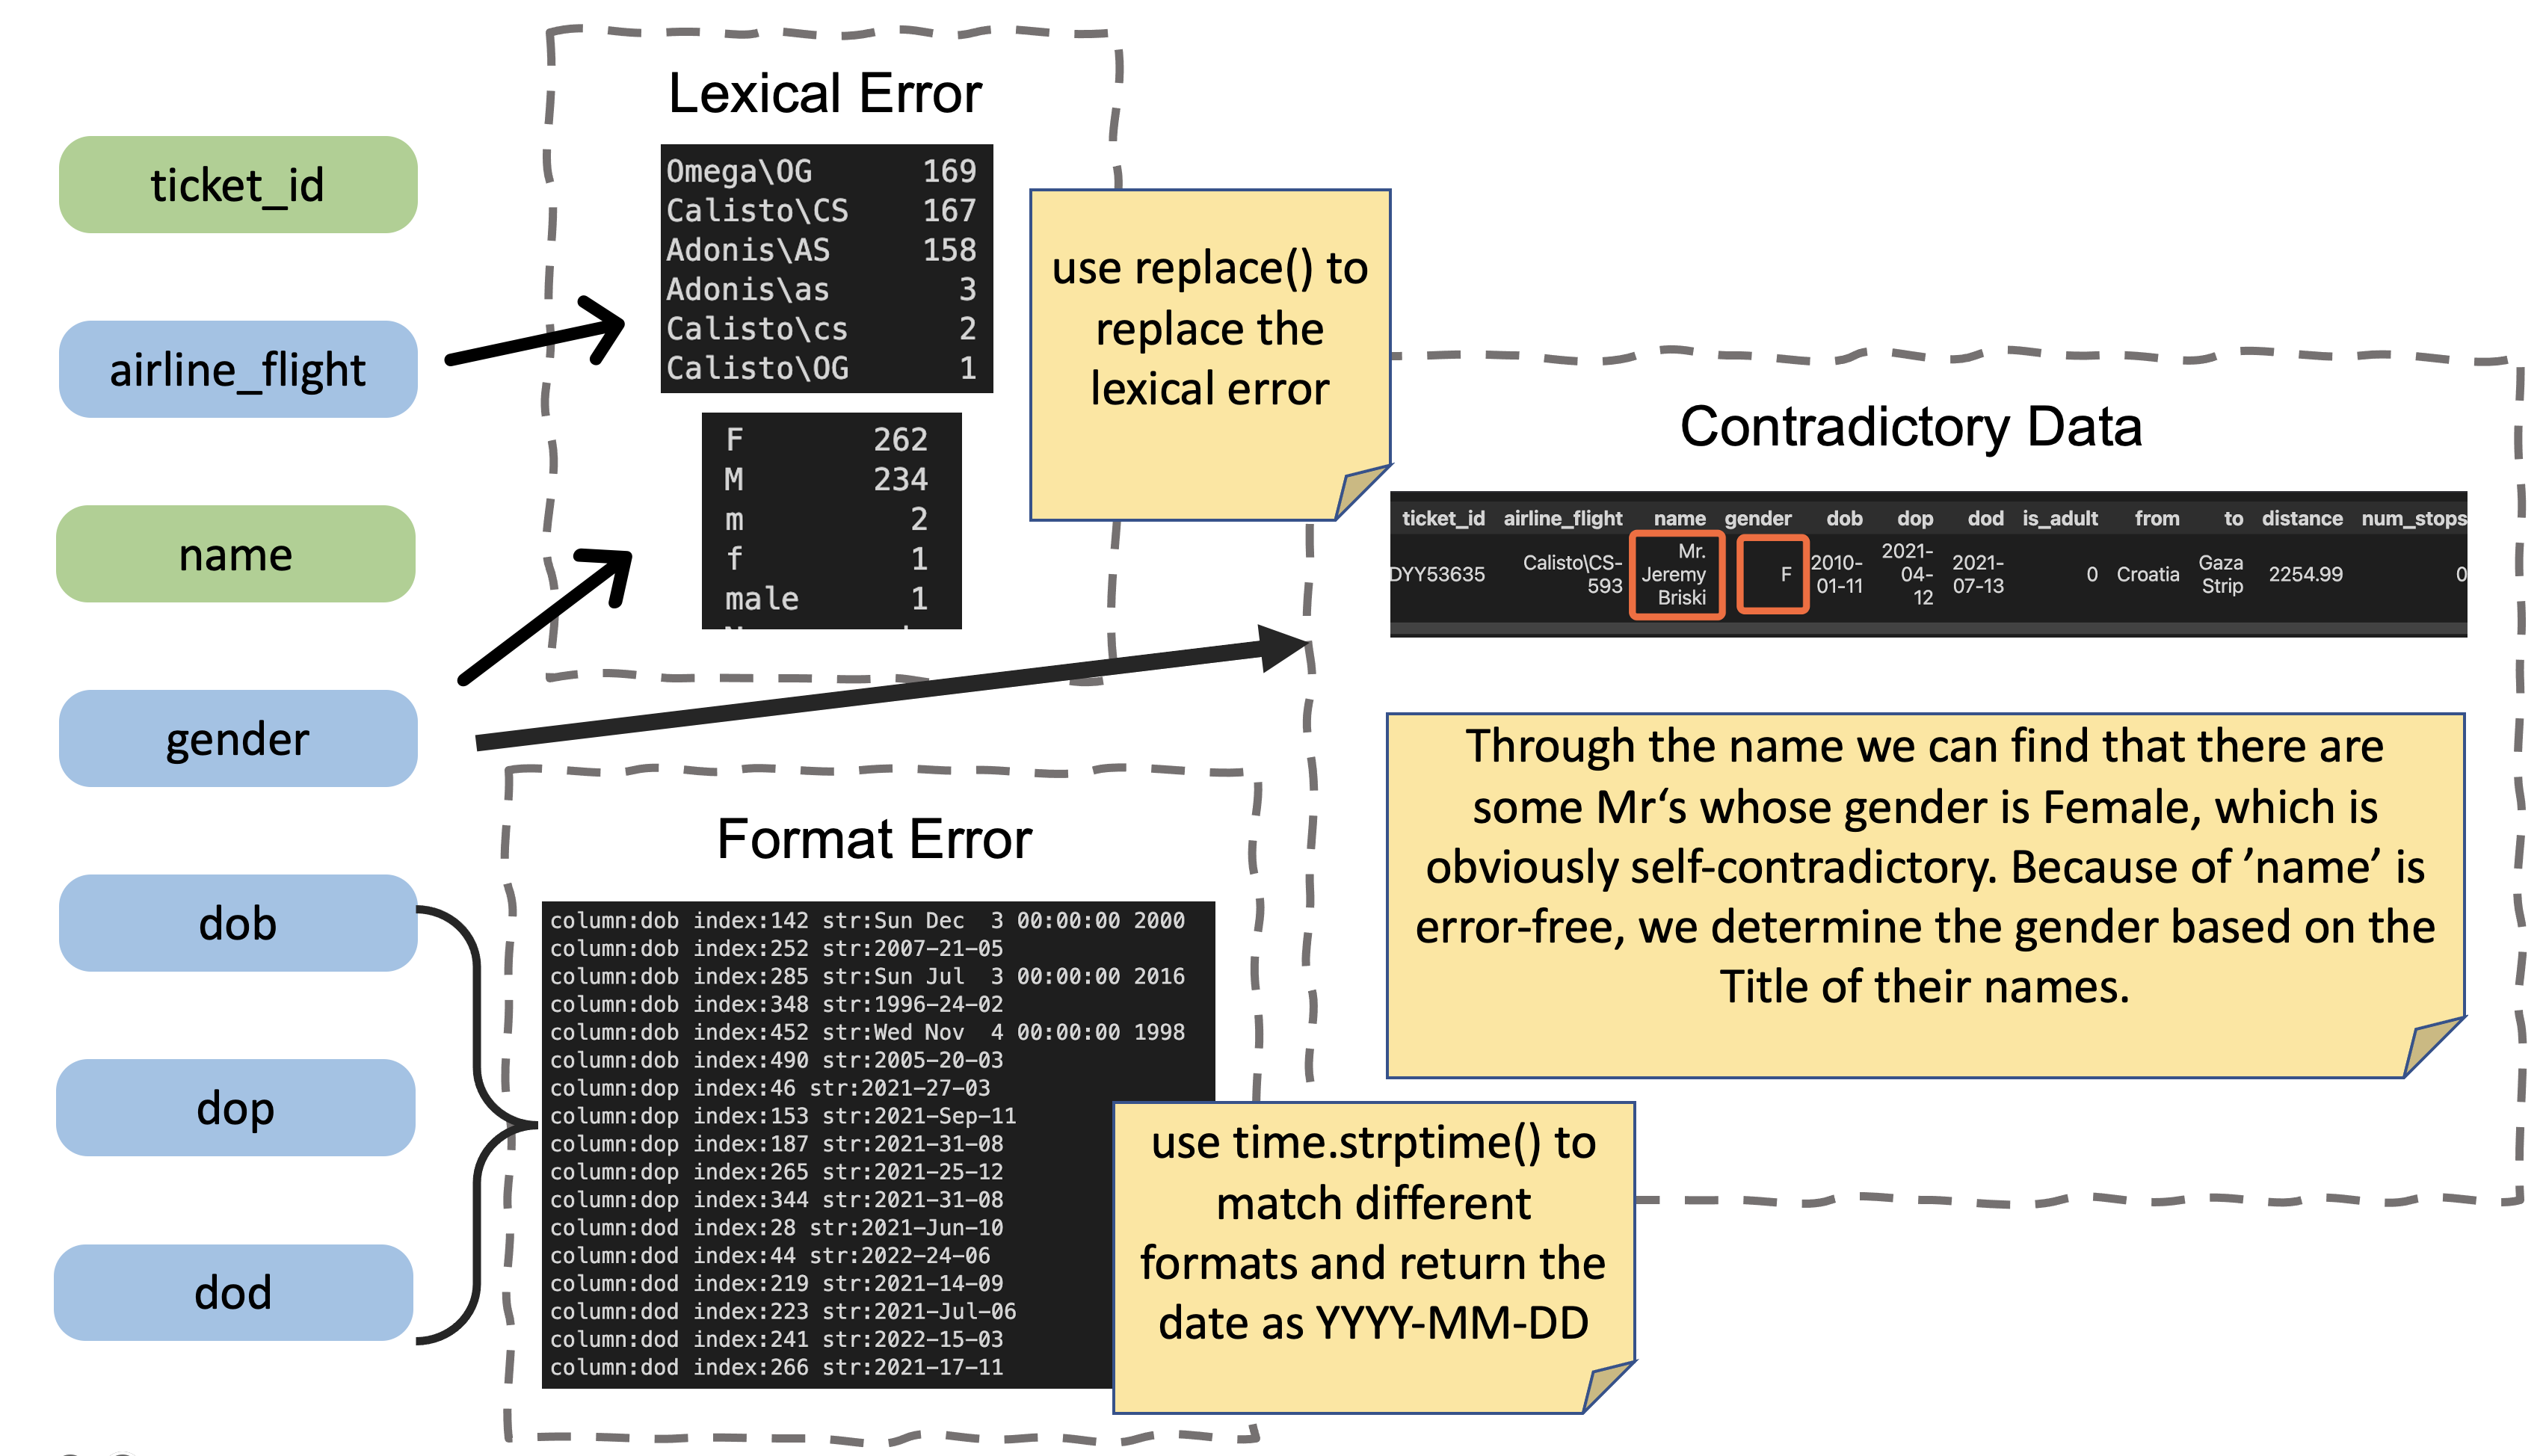 ticket_id
airline_flight
name
gender
dob
dop
dod
Lexical Error
Omega\OG 169
Calisto\CS 167
Adonis\AS 158
Adonis\as 3
Calisto\cs 2
Calisto\OG 1
F 262
M 234
m 2
f 1
male 1
use replace() to
replace the
lexical error
Contradictory Data
ticket_id airline_flight name gender dob dop dod is_adult from to distance num_stops
DYY53635 Calisto\CS-593 Mr. Jeremy Briski F 2010-01-11 2021-04-12 2021-07-13 0 Croatia Gaza Strip 2254.99 0
Through the name we can find that there are
some Mr‘s whose gender is Female, which is
obviously self-contradictory. Because of ’name’ is
error-free, we determine the gender based on the
Title of their names.
Format Error
column:dob index:142 str:Sun Dec  3 00:00:00 2000
column:dob index:252 str:2007-21-05
column:dob index:285 str:Sun Jul  3 00:00:00 2016
column:dob index:348 str:1996-24-02
column:dob index:452 str:Wed Nov  4 00:00:00 1998
column:dob index:490 str:2005-20-03
column:dop index:46 str:2021-27-03
column:dop index:153 str:2021-Sep-11
column:dop index:187 str:2021-31-08
column:dop index:265 str:2021-25-12
column:dop index:344 str:2021-31-08
column:dod index:28 str:2021-Jun-10
column:dod index:44 str:2022-24-06
column:dod index:219 str:2021-14-09
column:dod index:223 str:2021-Jul-06
column:dod index:241 str:2022-15-03
column:dod index:266 str:2021-17-11
use time.strptime() to
match different
formats and return the
date as YYYY-MM-DD